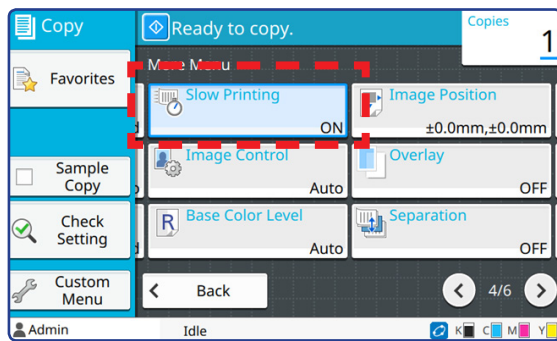 Copy
Ready to copy.
Copies
1
Favorites
More Menu
Slow Printing
ON
Image Position
±0.0mm,±0.0mm
Sample
Copy
Image Control
Auto
Overlay
OFF
Check
Setting
Base Color Level
Auto
Separation
OFF
Custom
Menu
Back
4/6
Admin
Idle
K C M Y